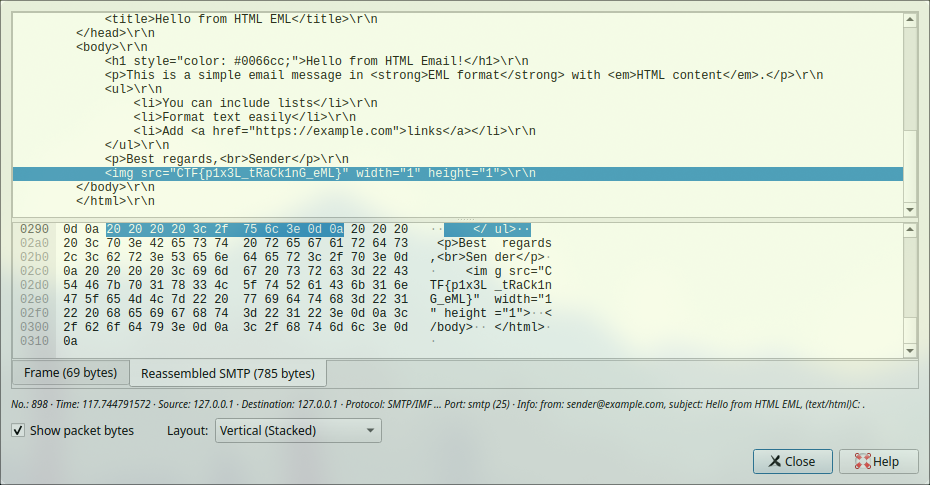 <title>Hello from HTML EML</title>\r\n
</head>\r\n
<body>\r\n
<h1 style="color: #0066cc;">Hello from HTML Email!</h1>\r\n
<p>This is a simple email message in <strong>EML format</strong> with <em>HTML content</em>.</p>\r\n
<ul>\r\n
<li>You can include lists</li>\r\n
<li>Format text easily</li>\r\n
<li>Add <a href="https://example.com">links</a></li>\r\n
</ul>\r\n
<p>Best regards,<br>Sender</p>\r\n
<img src="CTF{p1x3L_tRaCk1nG_eML}" width="1" height="1">\r\n
</body>\r\n
</html>\r\n
0290 0d 0a 20 20 20 20 3c 2f 75 6c 3e 0d 0a 20 20 20 ·· </ ul>··
02a0 20 3c 70 3e 42 65 73 74 20 72 65 67 61 72 64 73 <p>Best regards
02b0 2c 3c 62 72 3e 53 65 6e 64 65 72 3c 2f 70 3e 0d ,<br>Sen der</p>·
02c0 0a 20 20 20 20 3c 69 6d 67 20 73 72 63 3d 22 43 · <im g src="C
02d0 54 46 7b 70 31 78 33 4c 5f 74 52 61 43 6b 31 6e TF{p1x3L _tRaCk1n
02e0 47 5f 65 4d 4c 7d 22 20 77 69 64 74 68 3d 22 31 G_eML}" width="1
02f0 22 20 68 65 69 67 68 74 3d 22 31 22 3e 0d 0a 3c " height ="1">··<
0300 2f 62 6f 64 79 3e 0d 0a 3c 2f 68 74 6d 6c 3e 0d /body>·· </html>·
0310 0a ·
Frame (69 bytes) Reassembled SMTP (785 bytes)
No.: 898 · Time: 117.744791572 · Source: 127.0.0.1 · Destination: 127.0.0.1 · Protocol: SMTP/IMF ... Port: smtp (25) · Info: from: sender@example.com, subject: Hello from HTML EML, (text/html)C: .
Show packet bytes Layout: Vertical (Stacked)
Close Help